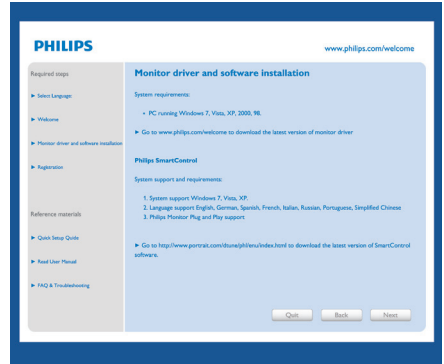 PHILIPS
www.philips.com/welcome
Required steps
Select Language
Welcome
Monitor driver and software installation
Registration
Reference materials
Quick Setup Guide
Read User Manual
FAQ & Troubleshooting
Monitor driver and software installation
System requirements:
• PC running Windows 7, Vista, XP, 2000, 98.
Go to www.philips.com/welcome to download the latest version of monitor driver
Philips SmartControl
System support and requirements:
1. System support Windows 7, Vista, XP.
2. Language support English, German, Spanish, French, Italian, Russian, Portuguese, Simplified Chinese
3. Philips Monitor Plug and Play support
Go to http://www.portrait.com/dtune/phl/enu/index.html to download the latest version of SmartControl
software.
Quit
Back
Next